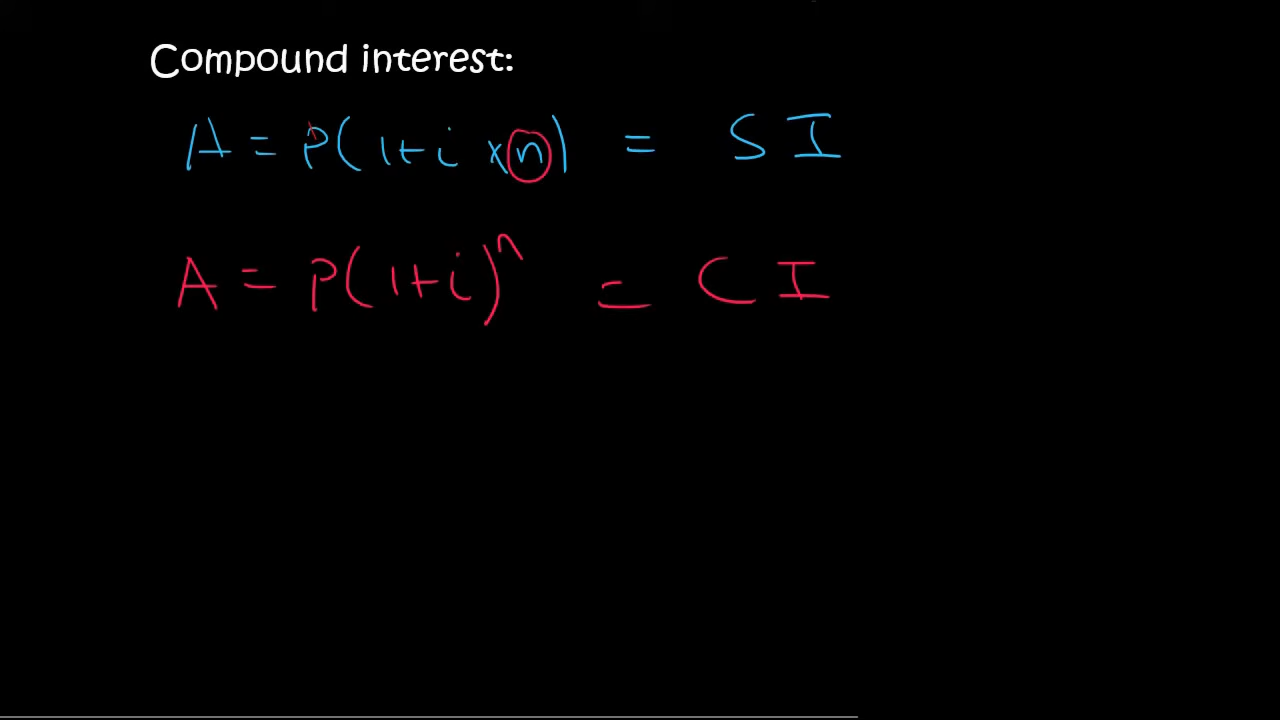 Compound interest:
A = P(1+i×n) = SI
A = P(1+i)ⁿ = CI